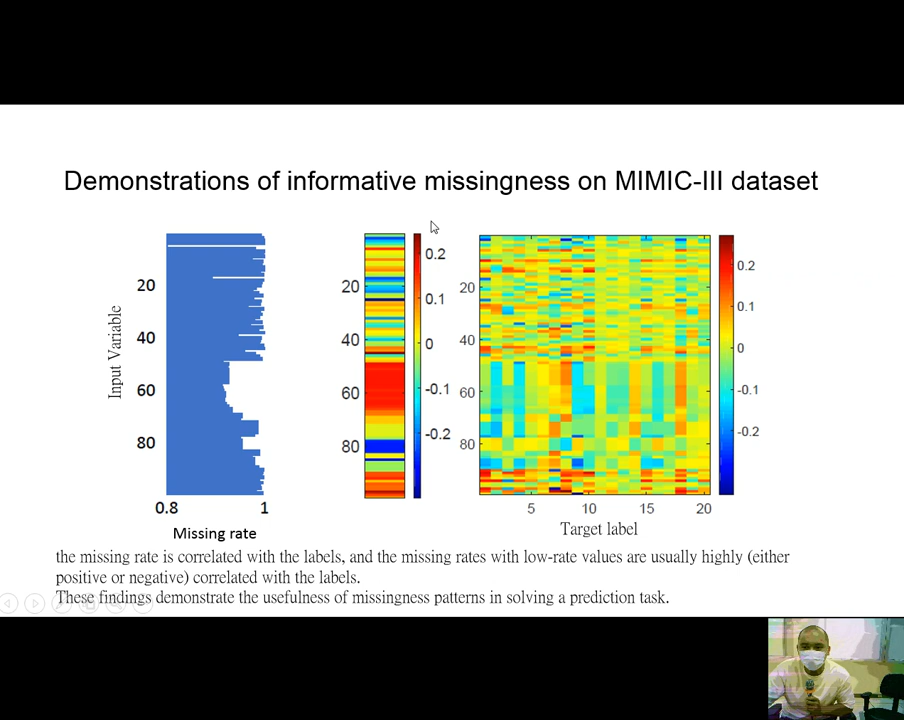 Demonstrations of informative missingness on MIMIC-III dataset
Input Variable
20
40
60
80
0.8 1
Missing rate
20
40
60
80
0.2
0.1
0
-0.1
-0.2
20
40
60
80
5 10 15 20
Target label
0.2
0.1
0
-0.1
-0.2
the missing rate is correlated with the labels, and the missing rates with low-rate values are usually highly (either
positive or negative) correlated with the labels.
These findings demonstrate the usefulness of missingness patterns in solving a prediction task.